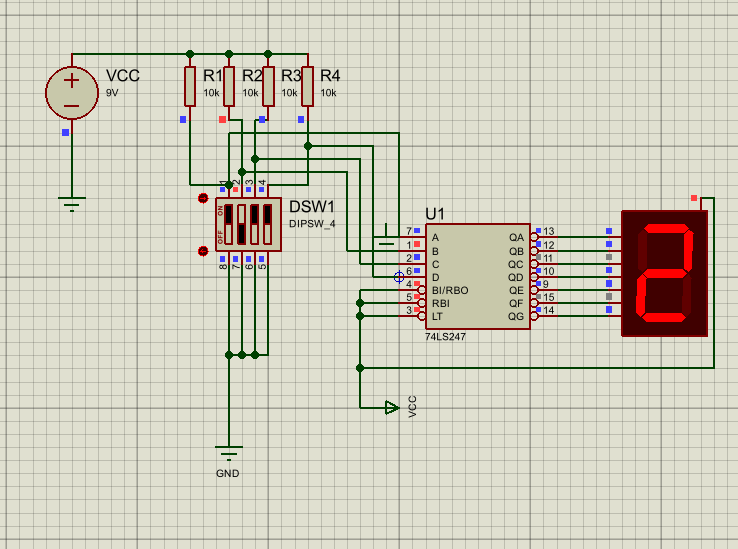 VCC
9V
R1
10k
R2
10k
R3
10k
R4
10k
1 2 3 4
ON
OFF
8 7 6 5
DSW1
DIPSW_4
GND
U1
7 A QA 13
1 B QB 12
2 C QC 11
6 D QD 10
4 BI/RBO QE 9
5 RBI QF 15
3 LT QG 14
74LS247
VCC
2